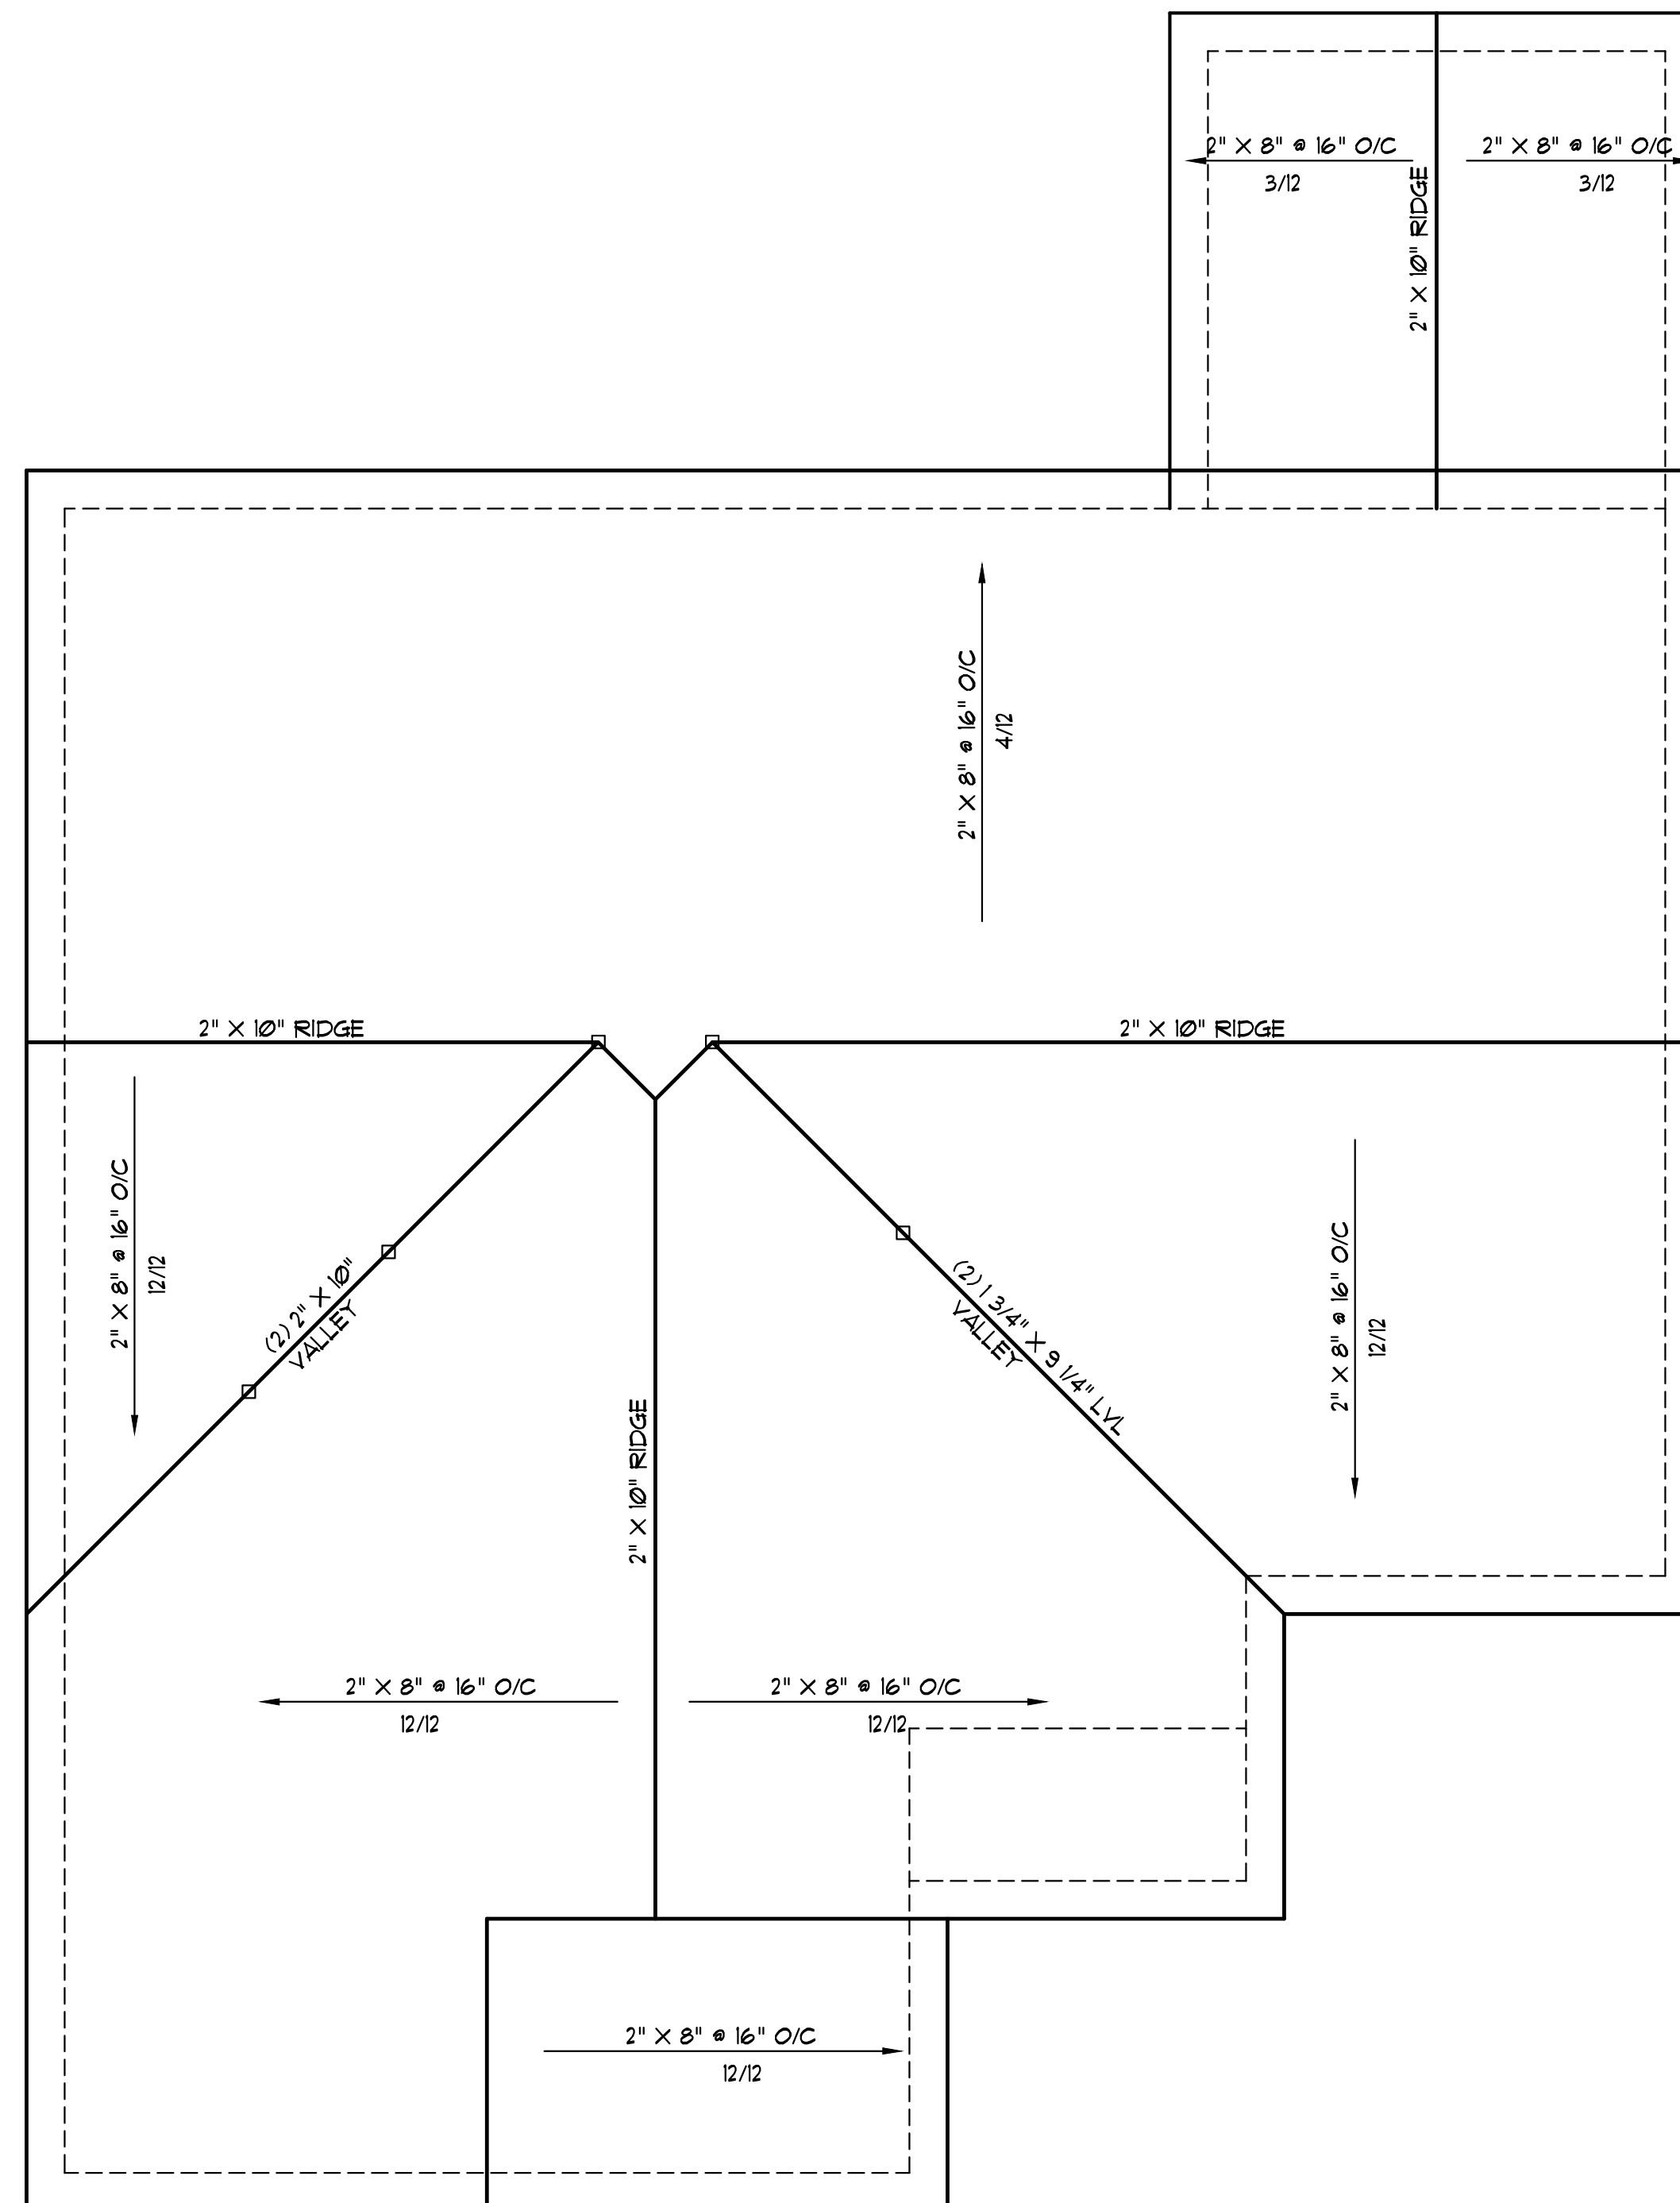 2" X 8" @ 16" O/C
3/12
2" X 8" @ 16" O/C
3/12
2" X 10" RIDGE
2" X 8" @ 16" O/C
4/12
2" X 10" RIDGE
2" X 10" RIDGE
2" X 8" @ 16" O/C
12/12
(2) 2" X 10"
VALLEY
(2) 1 3/4" X 9 1/4" LVL
VALLEY
2" X 8" @ 16" O/C
12/12
2" X 10" RIDGE
2" X 8" @ 16" O/C
12/12
2" X 8" @ 16" O/C
12/12
2" X 8" @ 16" O/C
12/12